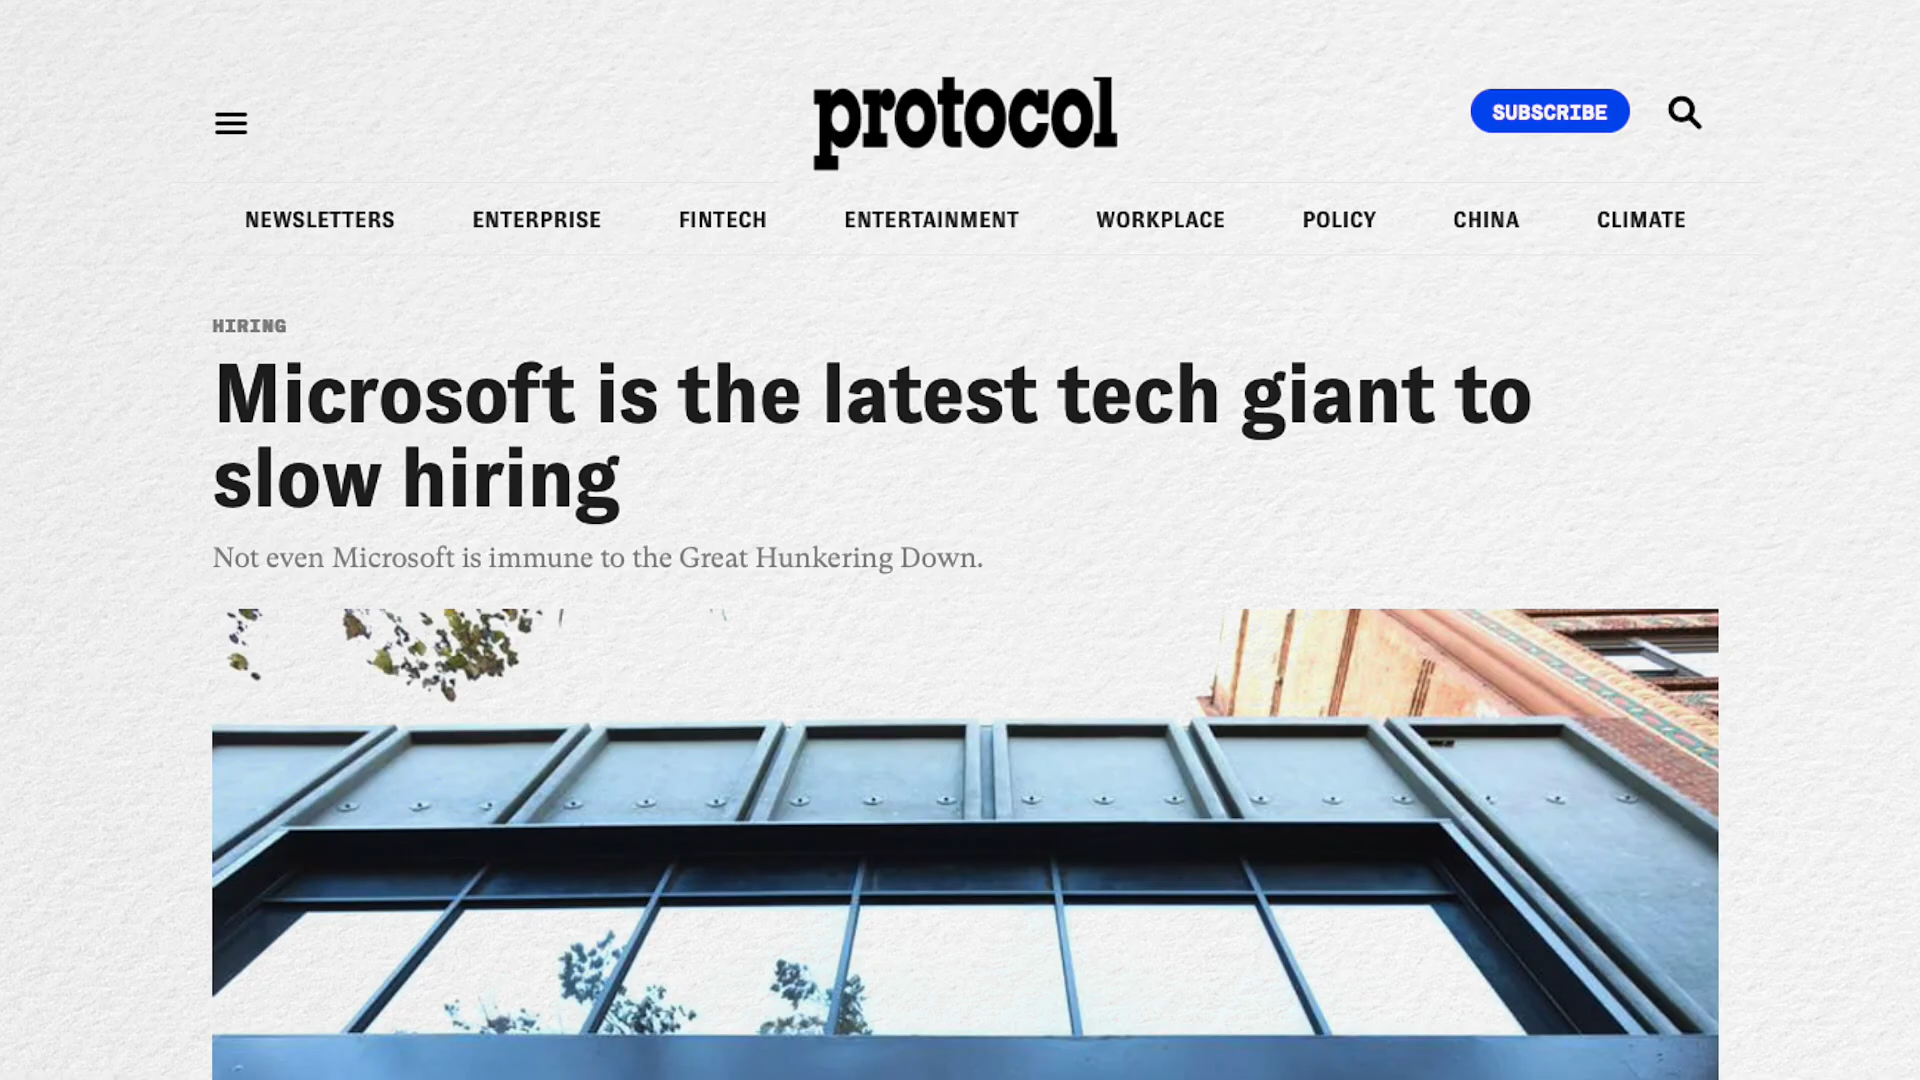 protocol
SUBSCRIBE
NEWSLETTERS ENTERPRISE FINTECH ENTERTAINMENT WORKPLACE POLICY CHINA CLIMATE
HIRING
Microsoft is the latest tech giant to
slow hiring
Not even Microsoft is immune to the Great Hunkering Down.